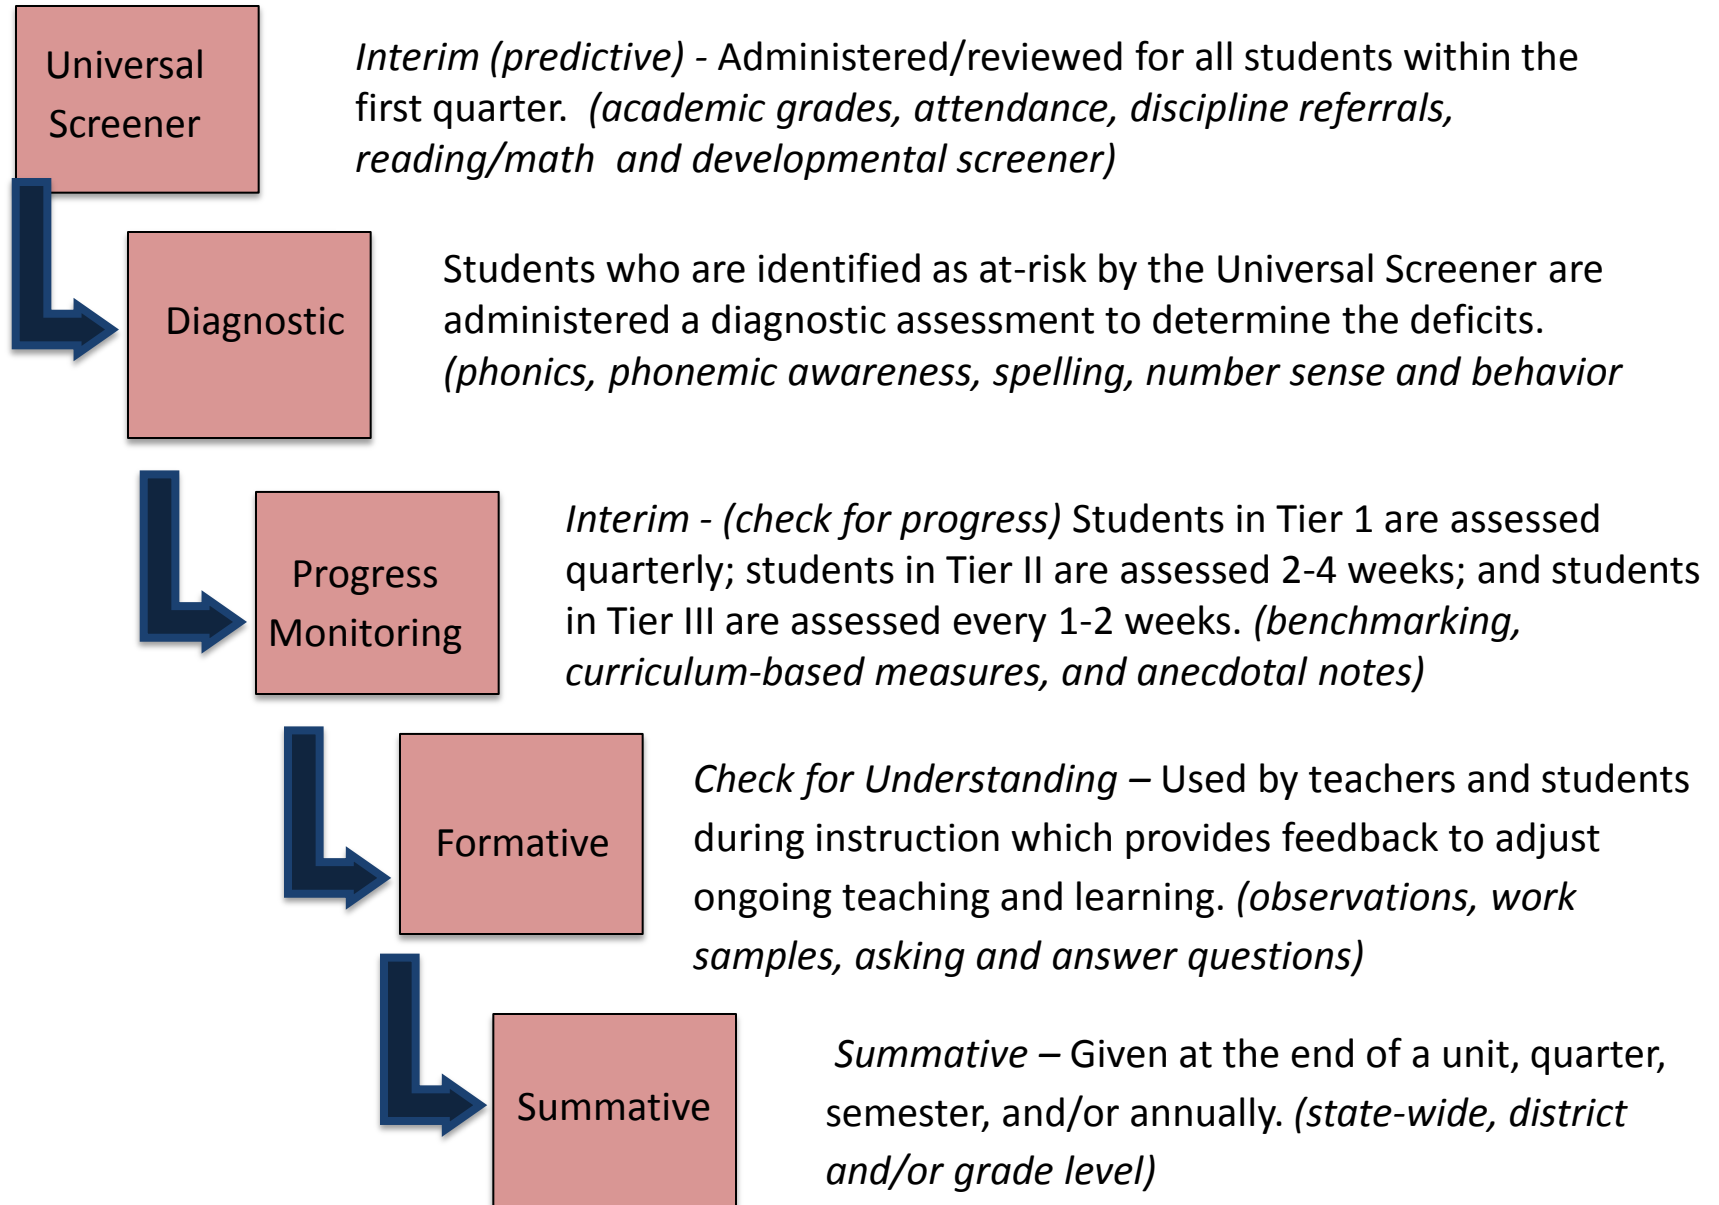 Universal
Screener
Interim (predictive) - Administered/reviewed for all students within the
first quarter. (academic grades, attendance, discipline referrals,
reading/math and developmental screener)
Diagnostic
Students who are identified as at-risk by the Universal Screener are
administered a diagnostic assessment to determine the deficits.
(phonics, phonemic awareness, spelling, number sense and behavior
Progress
Monitoring
Interim - (check for progress) Students in Tier 1 are assessed
quarterly; students in Tier II are assessed 2-4 weeks; and students
in Tier III are assessed every 1-2 weeks. (benchmarking,
curriculum-based measures, and anecdotal notes)
Formative
Check for Understanding – Used by teachers and students
during instruction which provides feedback to adjust
ongoing teaching and learning. (observations, work
samples, asking and answer questions)
Summative
Summative – Given at the end of a unit, quarter,
semester, and/or annually. (state-wide, district
and/or grade level)